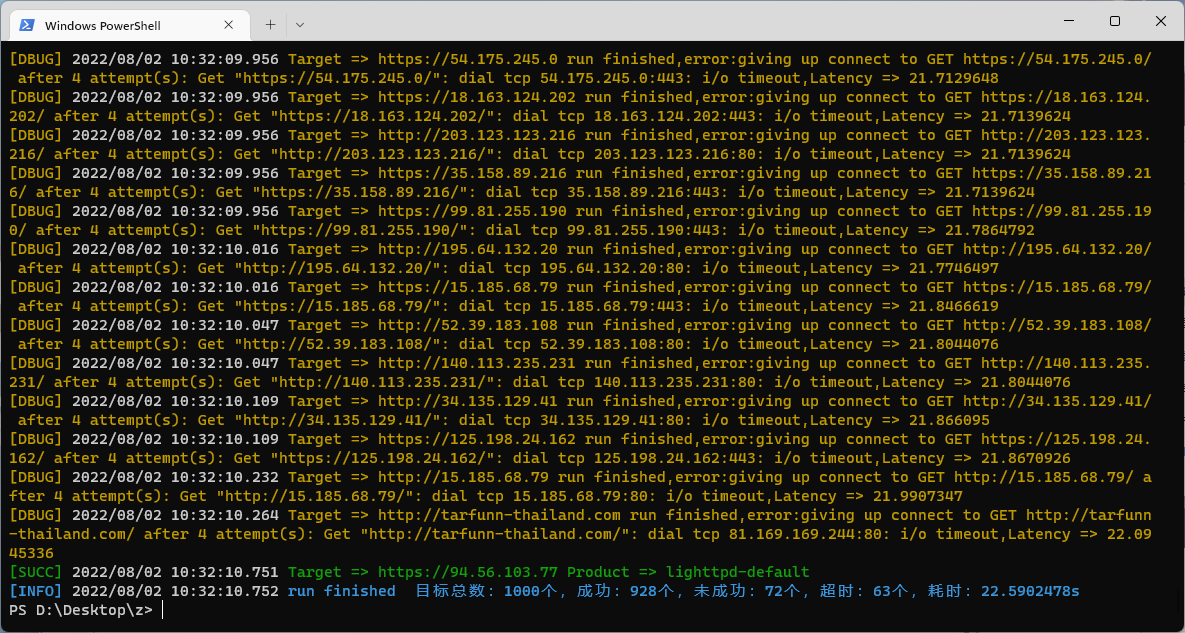 Windows PowerShell
[DBUG] 2022/08/02 10:32:09.956 Target => https://54.175.245.0 run finished,error:giving up connect to GET https://54.175.245.0/
after 4 attempt(s): Get "https://54.175.245.0/": dial tcp 54.175.245.0:443: i/o timeout,Latency => 21.7129648
[DBUG] 2022/08/02 10:32:09.956 Target => https://18.163.124.202 run finished,error:giving up connect to GET https://18.163.124.
202/ after 4 attempt(s): Get "https://18.163.124.202/": dial tcp 18.163.124.202:443: i/o timeout,Latency => 21.7139624
[DBUG] 2022/08/02 10:32:09.956 Target => http://203.123.123.216 run finished,error:giving up connect to GET http://203.123.123.
216/ after 4 attempt(s): Get "http://203.123.123.216/": dial tcp 203.123.123.216:80: i/o timeout,Latency => 21.7139624
[DBUG] 2022/08/02 10:32:09.956 Target => https://35.158.89.216 run finished,error:giving up connect to GET https://35.158.89.21
6/ after 4 attempt(s): Get "https://35.158.89.216/": dial tcp 35.158.89.216:443: i/o timeout,Latency => 21.7139624
[DBUG] 2022/08/02 10:32:09.956 Target => https://99.81.255.190 run finished,error:giving up connect to GET https://99.81.255.19
0/ after 4 attempt(s): Get "https://99.81.255.190/": dial tcp 99.81.255.190:443: i/o timeout,Latency => 21.7864792
[DBUG] 2022/08/02 10:32:10.016 Target => http://195.64.132.20 run finished,error:giving up connect to GET http://195.64.132.20/
after 4 attempt(s): Get "http://195.64.132.20/": dial tcp 195.64.132.20:80: i/o timeout,Latency => 21.7746497
[DBUG] 2022/08/02 10:32:10.016 Target => https://15.185.68.79 run finished,error:giving up connect to GET https://15.185.68.79/
after 4 attempt(s): Get "https://15.185.68.79/": dial tcp 15.185.68.79:443: i/o timeout,Latency => 21.8466619
[DBUG] 2022/08/02 10:32:10.047 Target => http://52.39.183.108 run finished,error:giving up connect to GET http://52.39.183.108/
after 4 attempt(s): Get "http://52.39.183.108/": dial tcp 52.39.183.108:80: i/o timeout,Latency => 21.8044076
[DBUG] 2022/08/02 10:32:10.047 Target => http://140.113.235.231 run finished,error:giving up connect to GET http://140.113.235.
231/ after 4 attempt(s): Get "http://140.113.235.231/": dial tcp 140.113.235.231:80: i/o timeout,Latency => 21.8044076
[DBUG] 2022/08/02 10:32:10.109 Target => http://34.135.129.41 run finished,error:giving up connect to GET http://34.135.129.41/
after 4 attempt(s): Get "http://34.135.129.41/": dial tcp 34.135.129.41:80: i/o timeout,Latency => 21.866095
[DBUG] 2022/08/02 10:32:10.109 Target => https://125.198.24.162 run finished,error:giving up connect to GET https://125.198.24.
162/ after 4 attempt(s): Get "https://125.198.24.162/": dial tcp 125.198.24.162:443: i/o timeout,Latency => 21.8670926
[DBUG] 2022/08/02 10:32:10.232 Target => http://15.185.68.79 run finished,error:giving up connect to GET http://15.185.68.79/ a
fter 4 attempt(s): Get "http://15.185.68.79/": dial tcp 15.185.68.79:80: i/o timeout,Latency => 21.9907347
[DBUG] 2022/08/02 10:32:10.264 Target => http://tarfunn-thailand.com run finished,error:giving up connect to GET http://tarfunn
-thailand.com/ after 4 attempt(s): Get "http://tarfunn-thailand.com/": dial tcp 81.169.169.244:80: i/o timeout,Latency => 22.09
45336
[SUCC] 2022/08/02 10:32:10.751 Target => https://94.56.103.77 Product => lighttpd-default
[INFO] 2022/08/02 10:32:10.752 run finished 目标总数: 1000个, 成功: 928个, 未成功: 72个, 超时: 63个, 耗时: 22.5902478s
PS D:\Desktop\z>